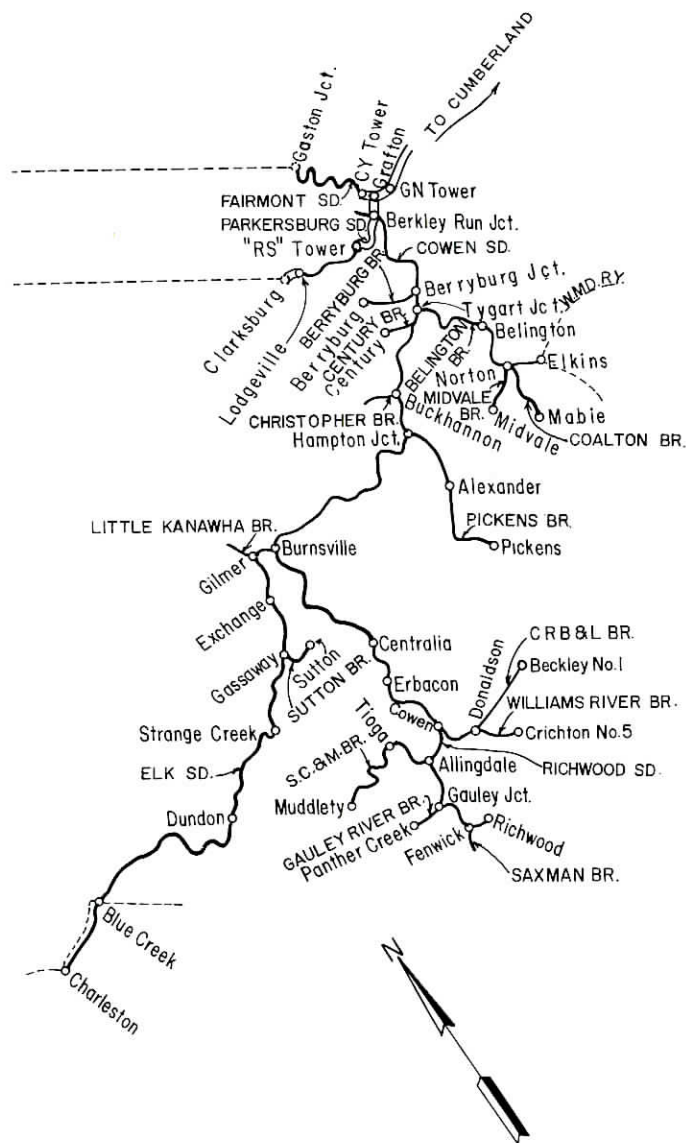 TO CUMBERLAND
Gaston Jct.
CY Tower
Grafton
GN Tower
FAIRMONT SD.
PARKERSBURG SD.
Berkley Run Jct.
"RS" Tower
COWEN SD.
Clarksburg
Lodgeville
BERRYBURG BR.
Berryburg Jct.
Berryburg
CENTURY BR.
Century
Tygart Jct.
W.MD.RY.
BELINGTON
BR.
Belington
Elkins
Norton
MIDVALE
BR.
Midvale
Mabie
COALTON BR.
CHRISTOPHER BR.
Buckhannon
Hampton Jct.
Alexander
PICKENS BR.
Pickens
LITTLE KANAWHA BR.
Burnsville
Gilmer
Exchange
Gassaway
Sutton
SUTTON BR.
Centralia
Erbacon
Cowen
Donaldson
C R B & L BR.
Beckley No.1
WILLIAMS RIVER BR.
Crichton No.5
Strange Creek
ELK SD.
Tioga
S.C.& M-BR.
Allingdale
RICHWOOD SD.
Muddlety
Dundon
Gauley Jct.
GAULEY RIVER BR.
Panther Creek
Fenwick
Richwood
SAXMAN BR.
Blue Creek
Charleston
N